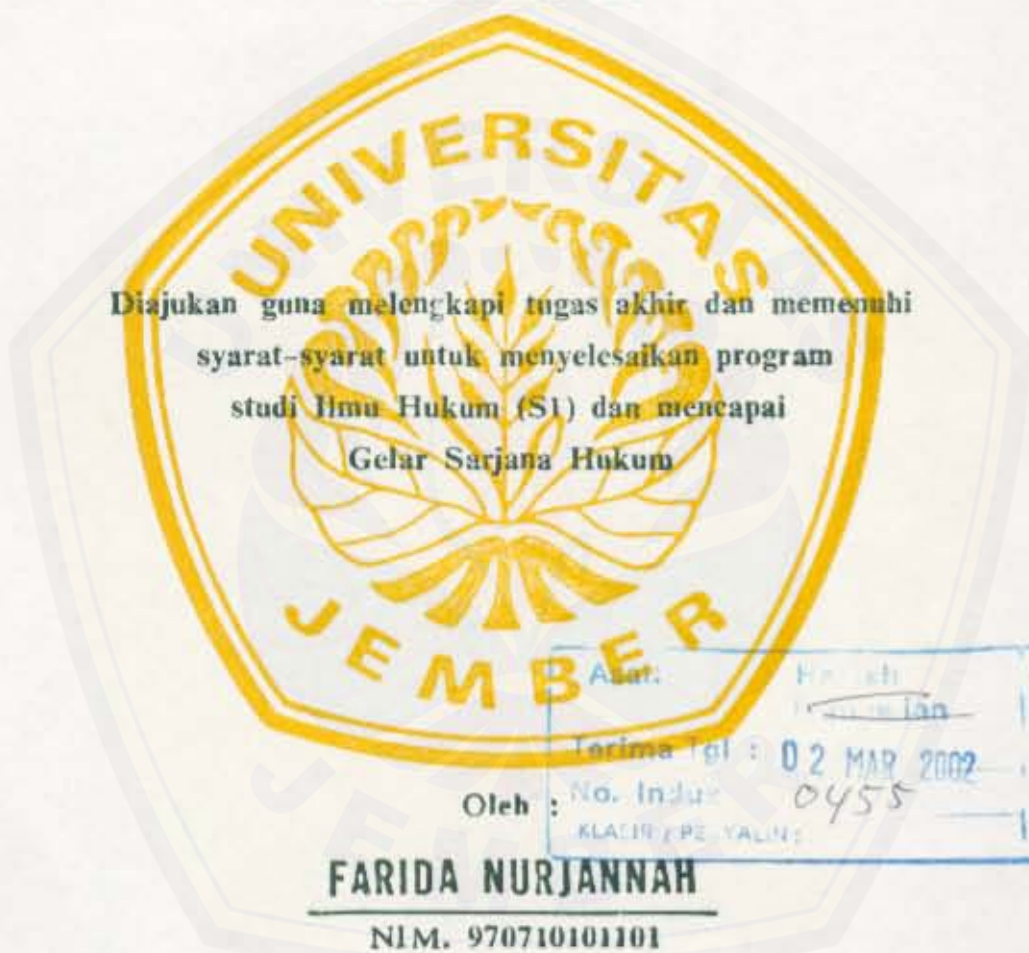 UNIVERSITAS
Diajukan guna melengkapi tugas akhir dan memenuhi
syarat-syarat untuk menyelesaikan program
studi Ilmu Hukum (S1) dan mencapai
Gelar Sarjana Hukum
JEMBER
Asal: Hadiah
Terima Tgl : 02 MAR 2002
No. Induk 0455
Oleh :
FARIDA NURJANNAH
NIM. 970710101101